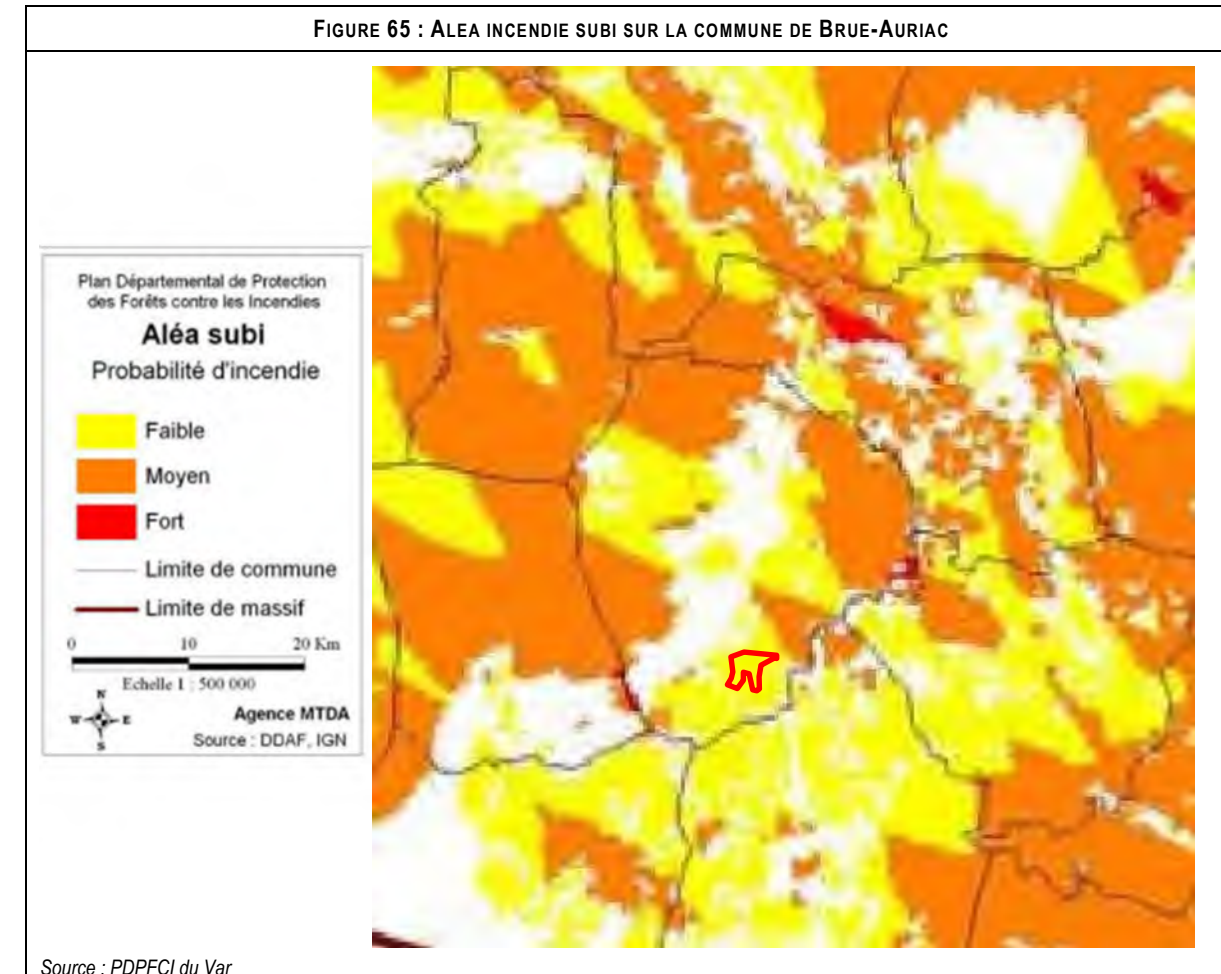 FIGURE 65 : ALEA INCENDIE SUBI SUR LA COMMUNE DE BRUE-AURIAC
Plan Départemental de Protection
des Forêts contre les Incendies
Aléa subi
Probabilité d'incendie
Faible
Moyen
Fort
Limite de commune
Limite de massif
0 10 20 Km
Echelle 1 : 500 000
N
W E
S
Agence MTDA
Source : DDAF, IGN
Source : PDPFCI du Var